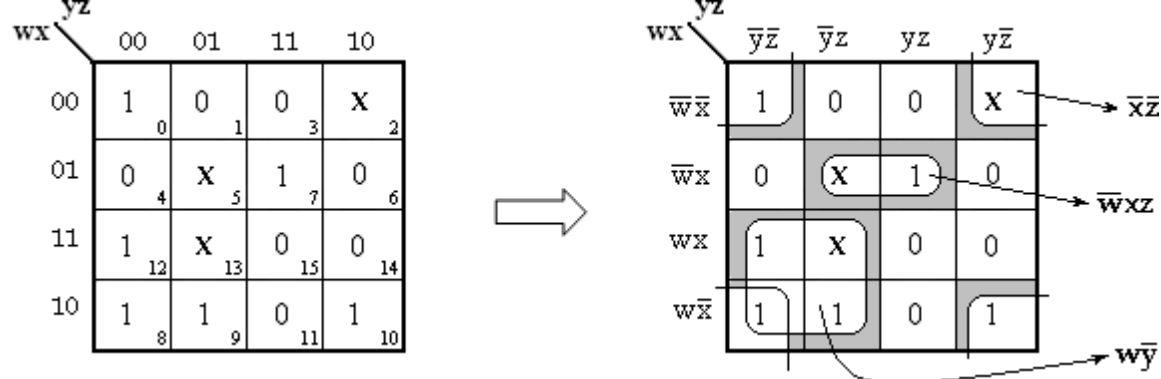 yz yz
wx 00 01 11 10 wx y̅z̅ y̅z yz yz̅
00 1 0 0 0 1 0 3 x 2 w̅x̅ 1 0 0 x x̅z̅
01 0 4 x 5 1 7 0 6 w̅x 0 x 1 0 w̅xz
11 1 12 x 13 0 15 0 14 wx 1 x 0 0
10 1 8 1 9 0 11 1 10 wx̅ 1 1 0 1
wy̅